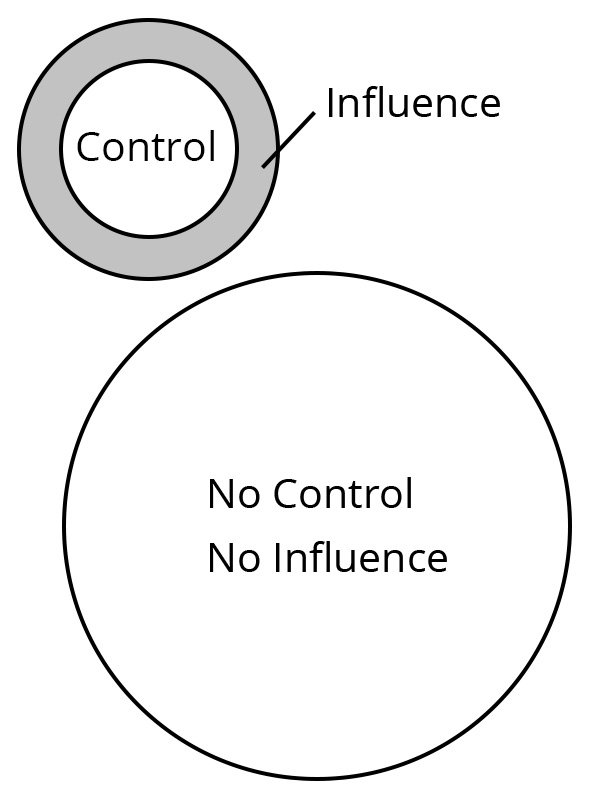 Influence
Control
No Control
No Influence